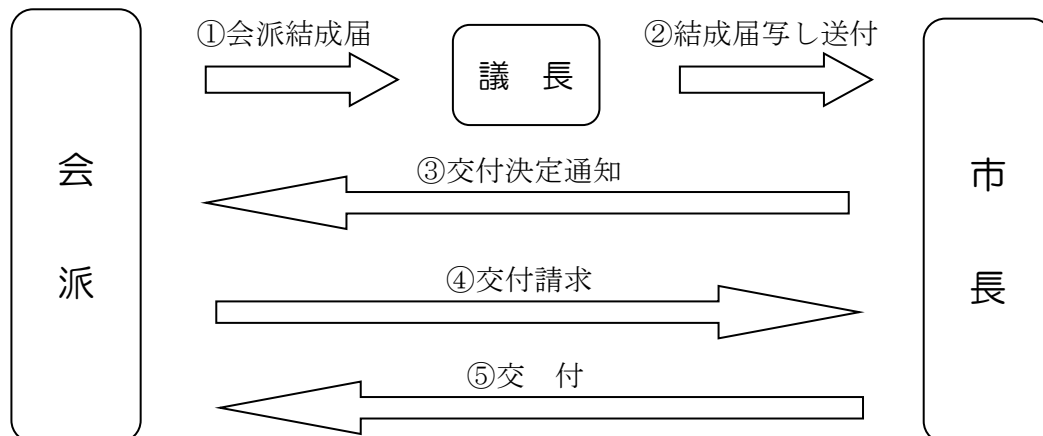 ①会派結成届
②結成届写し送付
議　長
会派
市長
③交付決定通知
④交付請求
⑤交　付